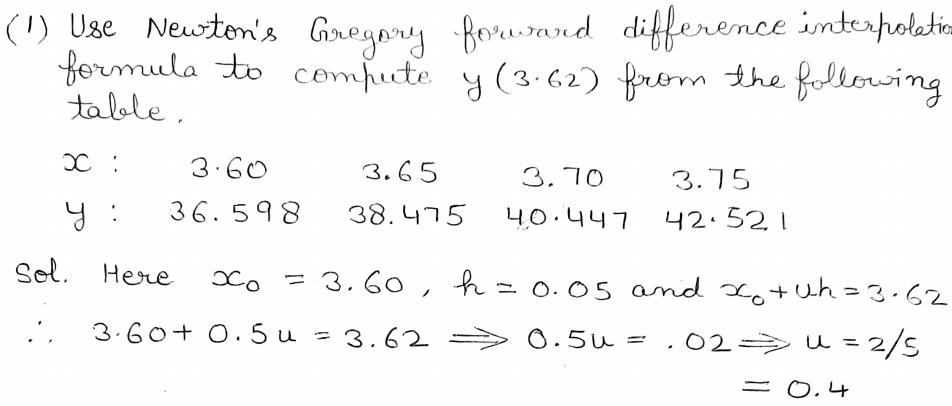 (1) Use Newton's Gregory forward difference interpolatio
formula to compute y (3.62) from the following
table.
x : 3.60 3.65 3.70 3.75
y : 36.598 38.475 40.447 42.521
Sol. Here x₀ = 3.60, h = 0.05 and x₀+uh=3.62
∴ 3.60+ 0.5u = 3.62 ⟹ 0.5u = .02 ⟹ u = 2/5
= 0.4